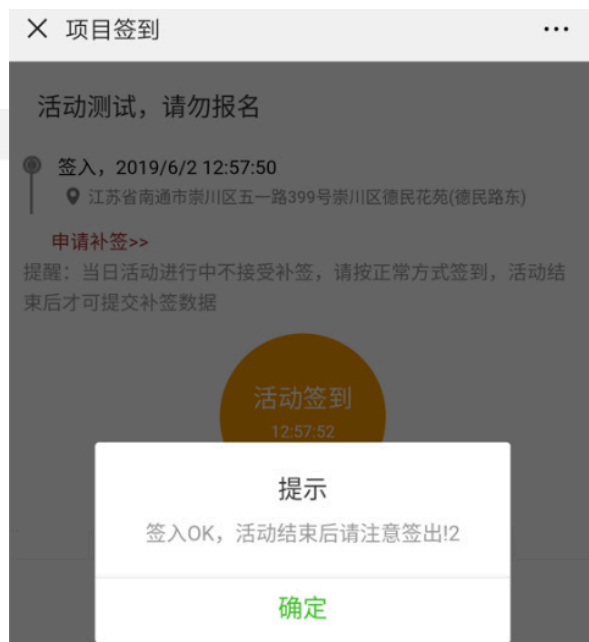 项目签到
活动测试，请勿报名
签入，2019/6/2 12:57:50
江苏省南通市崇川区五一路399号崇川区德民花苑(德民路东)
申请补签>>
提醒：当日活动进行中不接受补签，请按正常方式签到，活动结
束后才可提交补签数据
活动签到
12:57:52
提示
签入OK，活动结束后请注意签出!2
确定